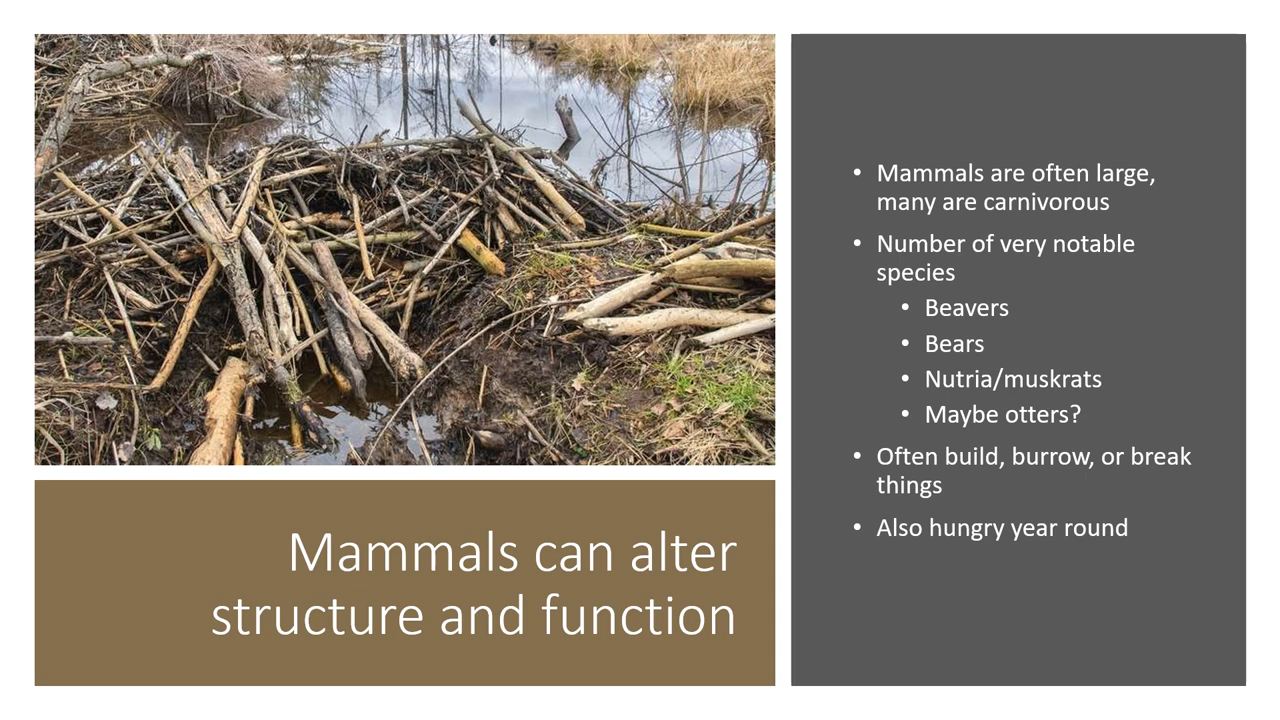 Mammals can alter
structure and function
• Mammals are often large,
many are carnivorous
• Number of very notable
species
• Beavers
• Bears
• Nutria/muskrats
• Maybe otters?
• Often build, burrow, or break
things
• Also hungry year round